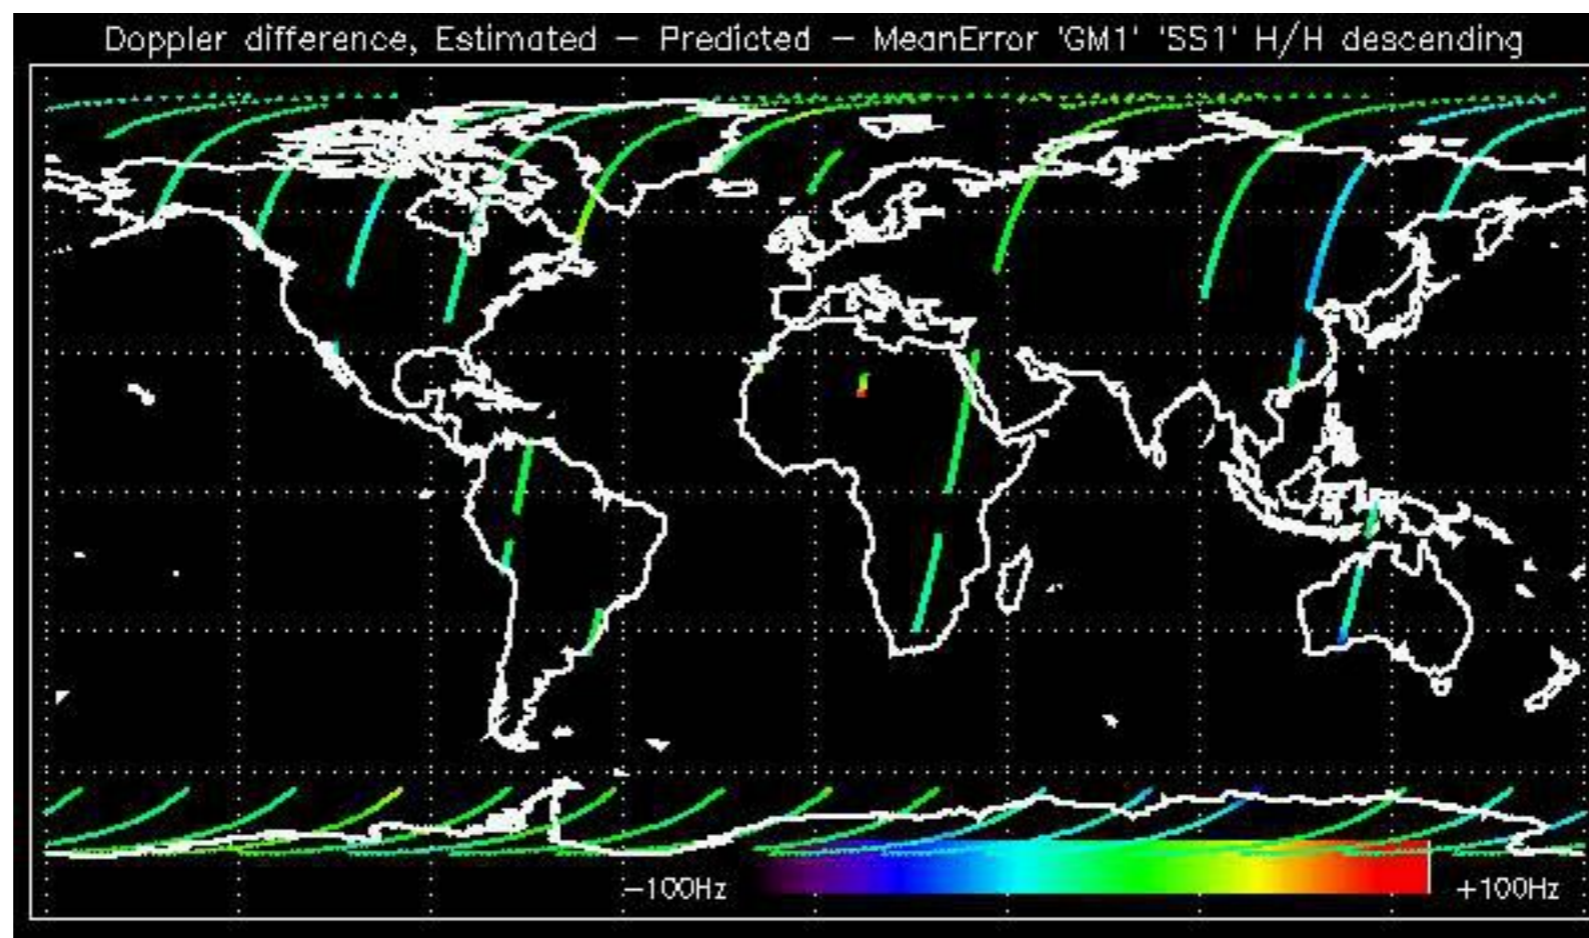 Doppler difference, Estimated — Predicted — MeanError 'GM1' 'SS1' H/H descending
—100Hz
+100Hz